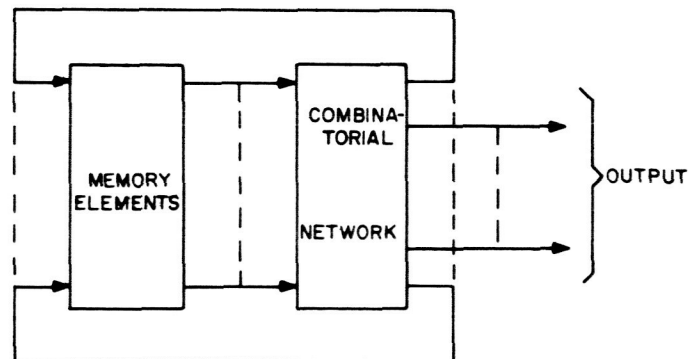 COMBINA-
TORIAL
MEMORY
ELEMENTS
OUTPUT
NETWORK